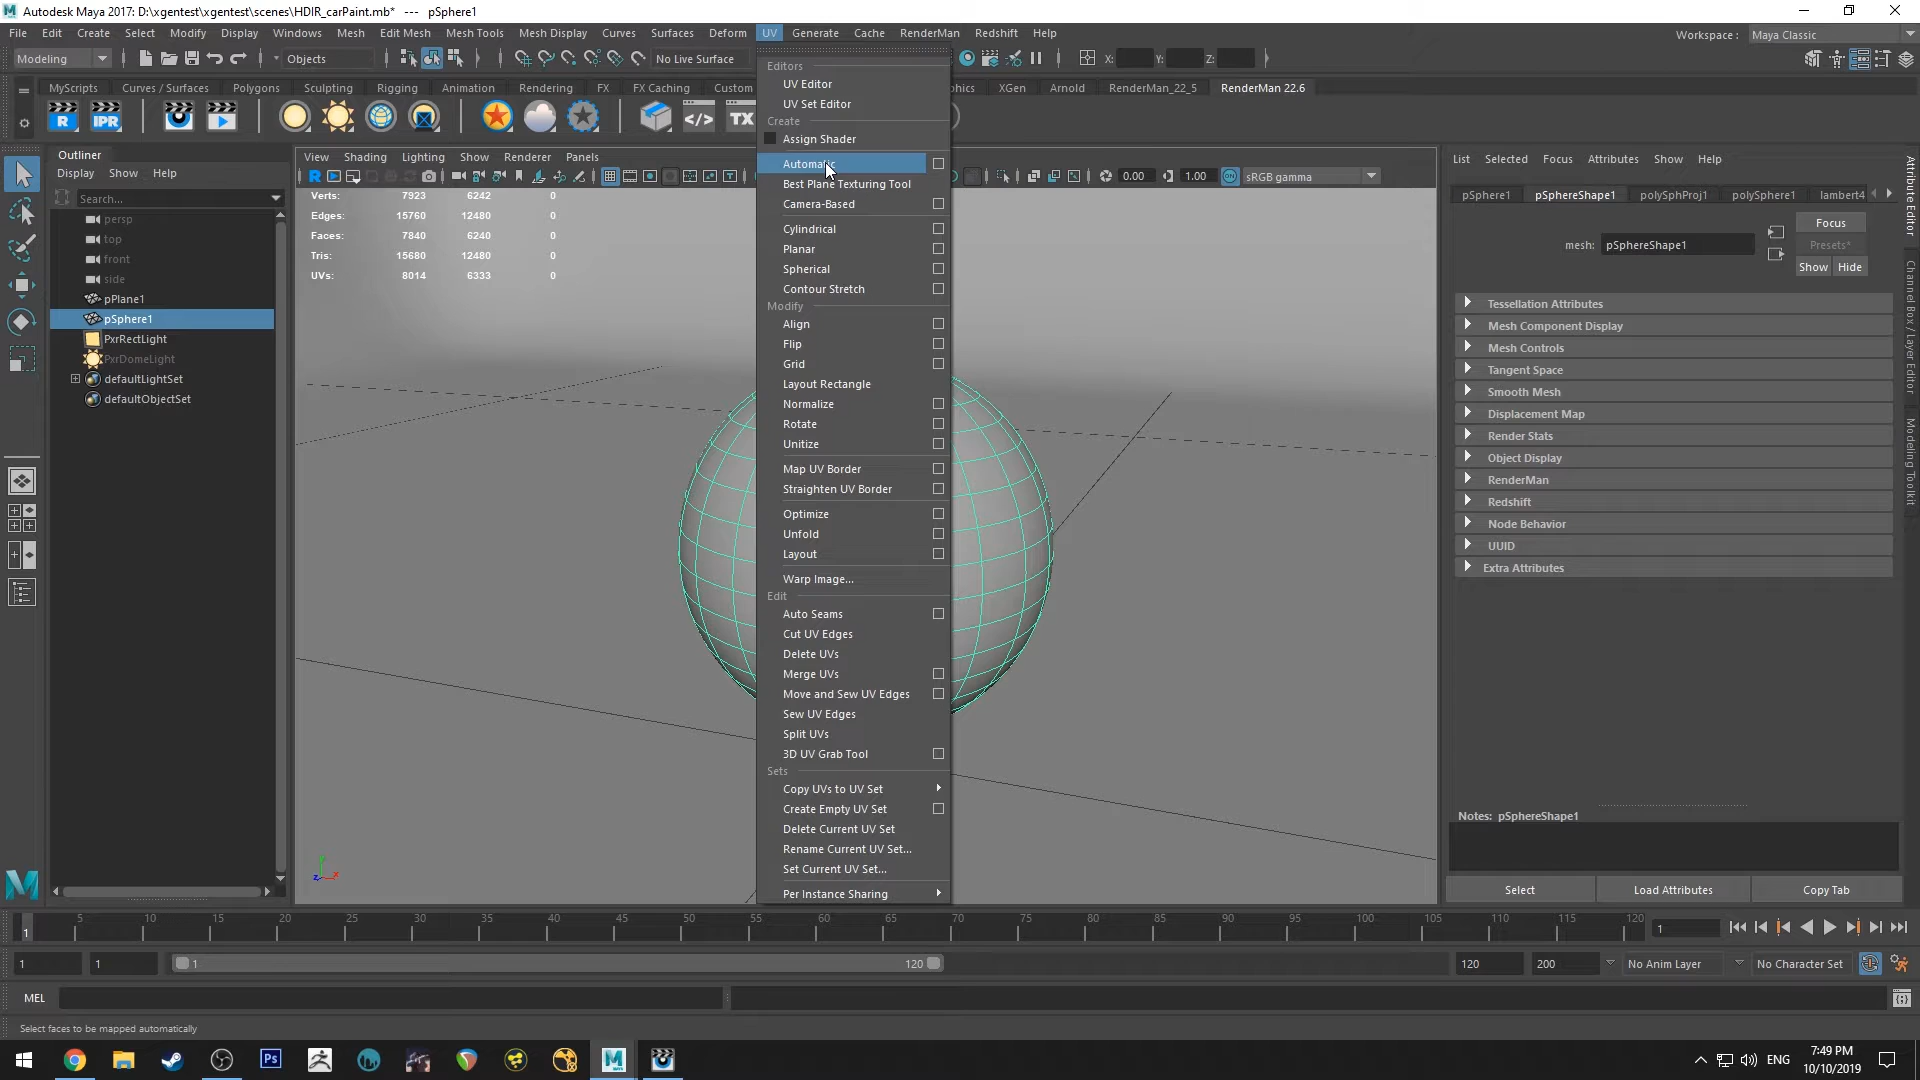 Autodesk Maya 2017: D:\xgentest\xgentest\scenes\HDIR_carPaint.mb* --- pSphere1
File Edit Create Select Modify Display Windows Mesh Edit Mesh Mesh Tools Mesh Display Curves Surfaces Deform UV Generate Cache RenderMan Redshift Help
Workspace : Maya Classic
Modeling Objects No Live Surface X: Y: Z:
MyScripts Curves / Surfaces Polygons Sculpting Rigging Animation Rendering FX FX Caching Custom XGen Arnold RenderMan_22_5 RenderMan 22.6
R IPR </> TX
Outliner
Display Show Help
Search...
persp
top
front
side
pPlane1
pSphere1
PxrRectLight
PxrDomeLight
defaultLightSet
defaultObjectSet
View Shading Lighting Show Renderer Panels
0.00 1.00 ON sRGB gamma
Verts: 7923 6242 0
Edges: 15760 12480 0
Faces: 7840 6240 0
Tris: 15680 12480 0
UVs: 8014 6333 0
Editors
UV Editor
UV Set Editor
Create
Assign Shader
Automatic
Best Plane Texturing Tool
Camera-Based
Cylindrical
Planar
Spherical
Contour Stretch
Modify
Align
Flip
Grid
Layout Rectangle
Normalize
Rotate
Unitize
Map UV Border
Straighten UV Border
Optimize
Unfold
Layout
Warp Image...
Edit
Auto Seams
Cut UV Edges
Delete UVs
Merge UVs
Move and Sew UV Edges
Sew UV Edges
Split UVs
3D UV Grab Tool
Sets
Copy UVs to UV Set
Create Empty UV Set
Delete Current UV Set
Rename Current UV Set...
Set Current UV Set...
Per Instance Sharing
List Selected Focus Attributes Show Help
pSphere1 pSphereShape1 polySphProj1 polySphere1 lambert4
mesh: pSphereShape1
Focus
Presets*
Show Hide
Tessellation Attributes
Mesh Component Display
Mesh Controls
Tangent Space
Smooth Mesh
Displacement Map
Render Stats
Object Display
RenderMan
Redshift
Node Behavior
UUID
Extra Attributes
Notes: pSphereShape1
Select Load Attributes Copy Tab
Attribute Editor
Channel Box / Layer Editor
Modeling Toolkit
5 10 15 20 25 30 35 40 45 50 55 60 65 70 75 80 85 90 95 100 105 110 115 120
1 1
1 1 1 120 120 200 No Anim Layer No Character Set
MEL
Select faces to be mapped automatically
Ps ENG
7:49 PM
10/10/2019